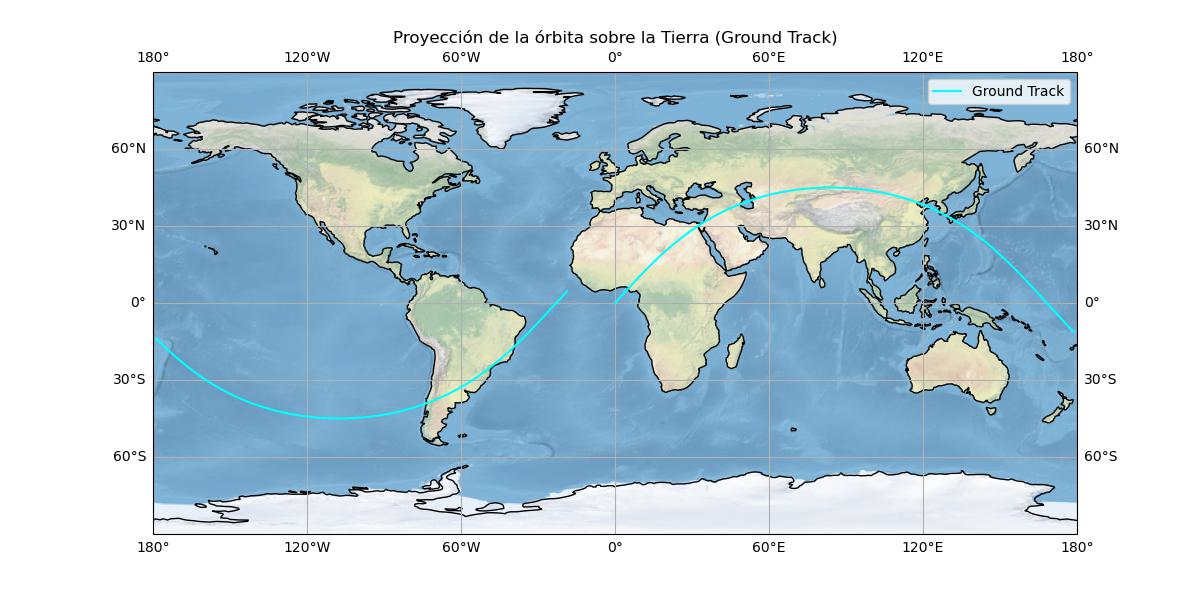 Proyección de la órbita sobre la Tierra (Ground Track)
180° 120°W 60°W 0° 60°E 120°E 180°
Ground Track
60°N 60°N
30°N 30°N
0° 0°
30°S 30°S
60°S 60°S
180° 120°W 60°W 0° 60°E 120°E 180°